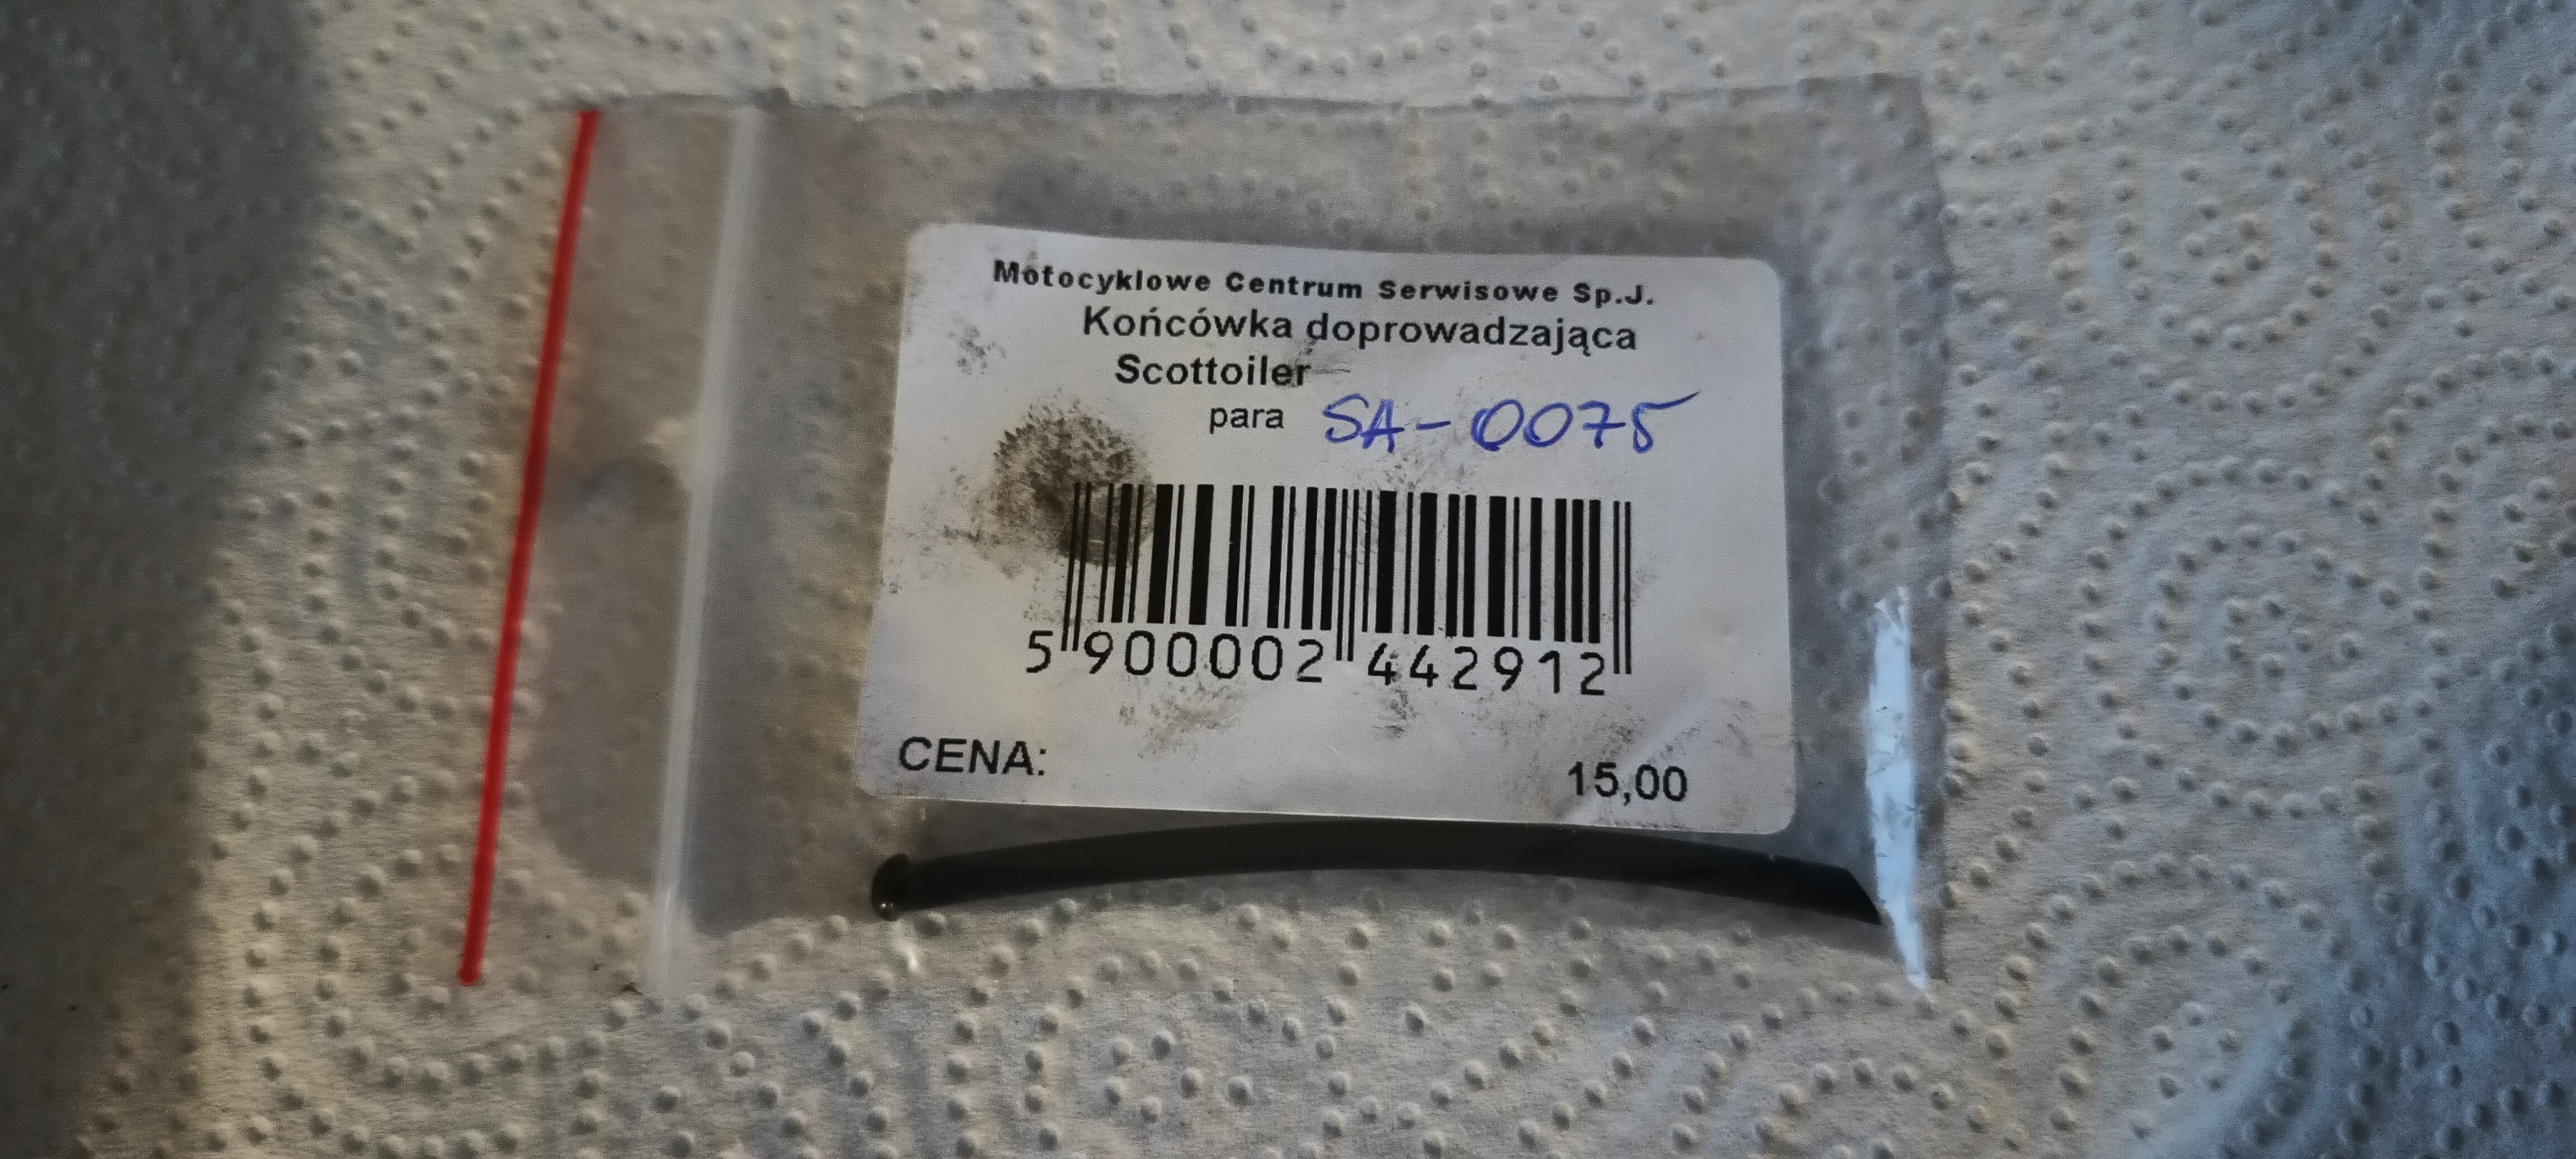 Motocyklowe Centrum Serwisowe Sp.J.
Końcówka doprowadzająca
Scottoiler
para SA-0075
5 900002 442912
CENA: 15,00